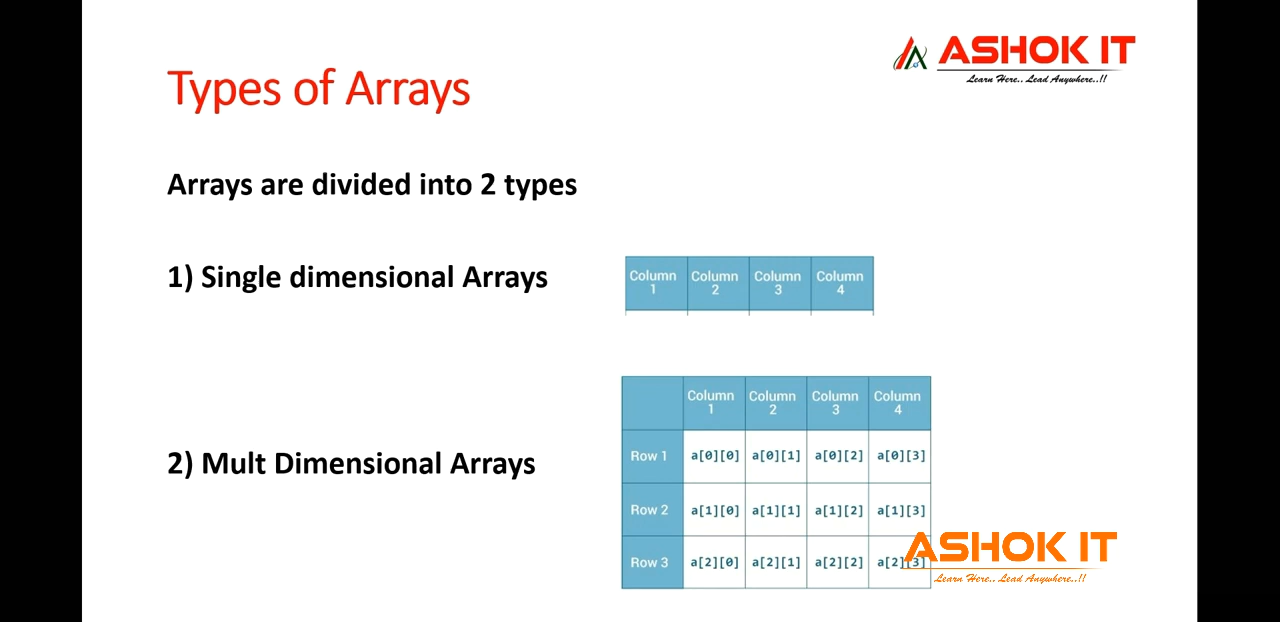 ASHOK IT
Learn Here.. Lead Anywhere..!!
Types of Arrays
Arrays are divided into 2 types
1) Single dimensional Arrays
Column 1 Column 2 Column 3 Column 4
2) Mult Dimensional Arrays
Column 1 Column 2 Column 3 Column 4
Row 1 a[0][0] a[0][1] a[0][2] a[0][3]
Row 2 a[1][0] a[1][1] a[1][2] a[1][3]
Row 3 a[2][0] a[2][1] a[2][2] a[2][3]
ASHOK IT
Learn Here.. Lead Anywhere..!!